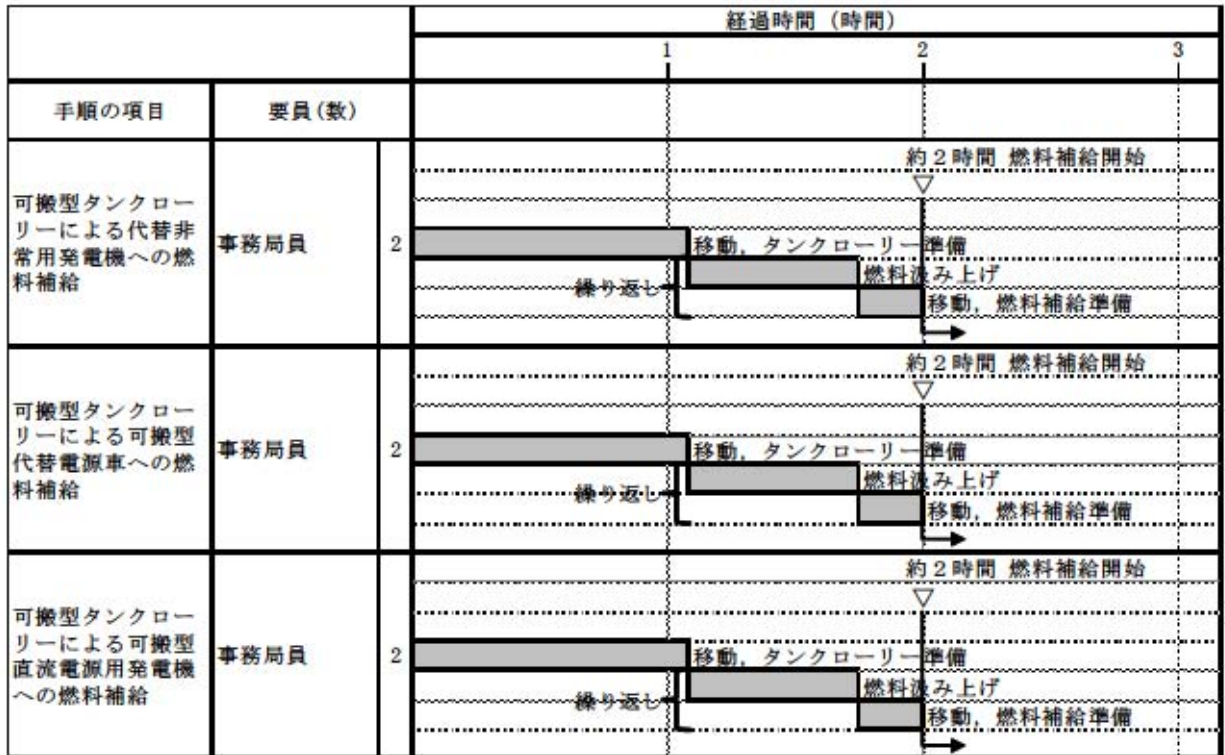 経過時間（時間）
1
2
3
手順の項目
要員(数)
可搬型タンクロー
リーによる代替非
常用発電機への燃
料補給
事務局員
2
約２時間 燃料補給開始
移動，タンクローリー準備
燃料汲み上げ
繰り返し
移動，燃料補給準備
可搬型タンクロー
リーによる可搬型
代替電源車への燃
料補給
事務局員
2
約２時間 燃料補給開始
移動，タンクローリー準備
燃料汲み上げ
繰り返し
移動，燃料補給準備
可搬型タンクロー
リーによる可搬型
直流電源用発電機
への燃料補給
事務局員
2
約２時間 燃料補給開始
移動，タンクローリー準備
燃料汲み上げ
繰り返し
移動，燃料補給準備